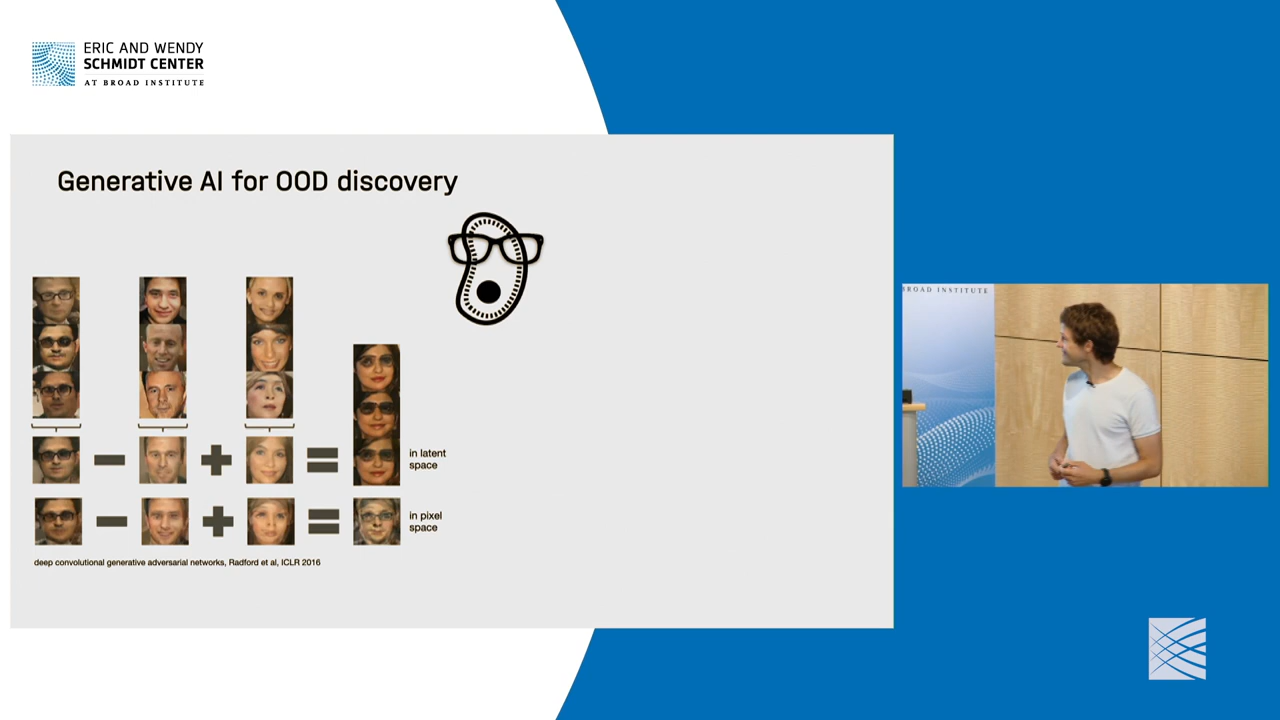 ERIC AND WENDY
SCHMIDT CENTER
AT BROAD INSTITUTE
Generative AI for OOD discovery
in latent
space
in pixel
space
deep convolutional generative adversarial networks, Radford et al, ICLR 2016
BROAD INSTITUTE